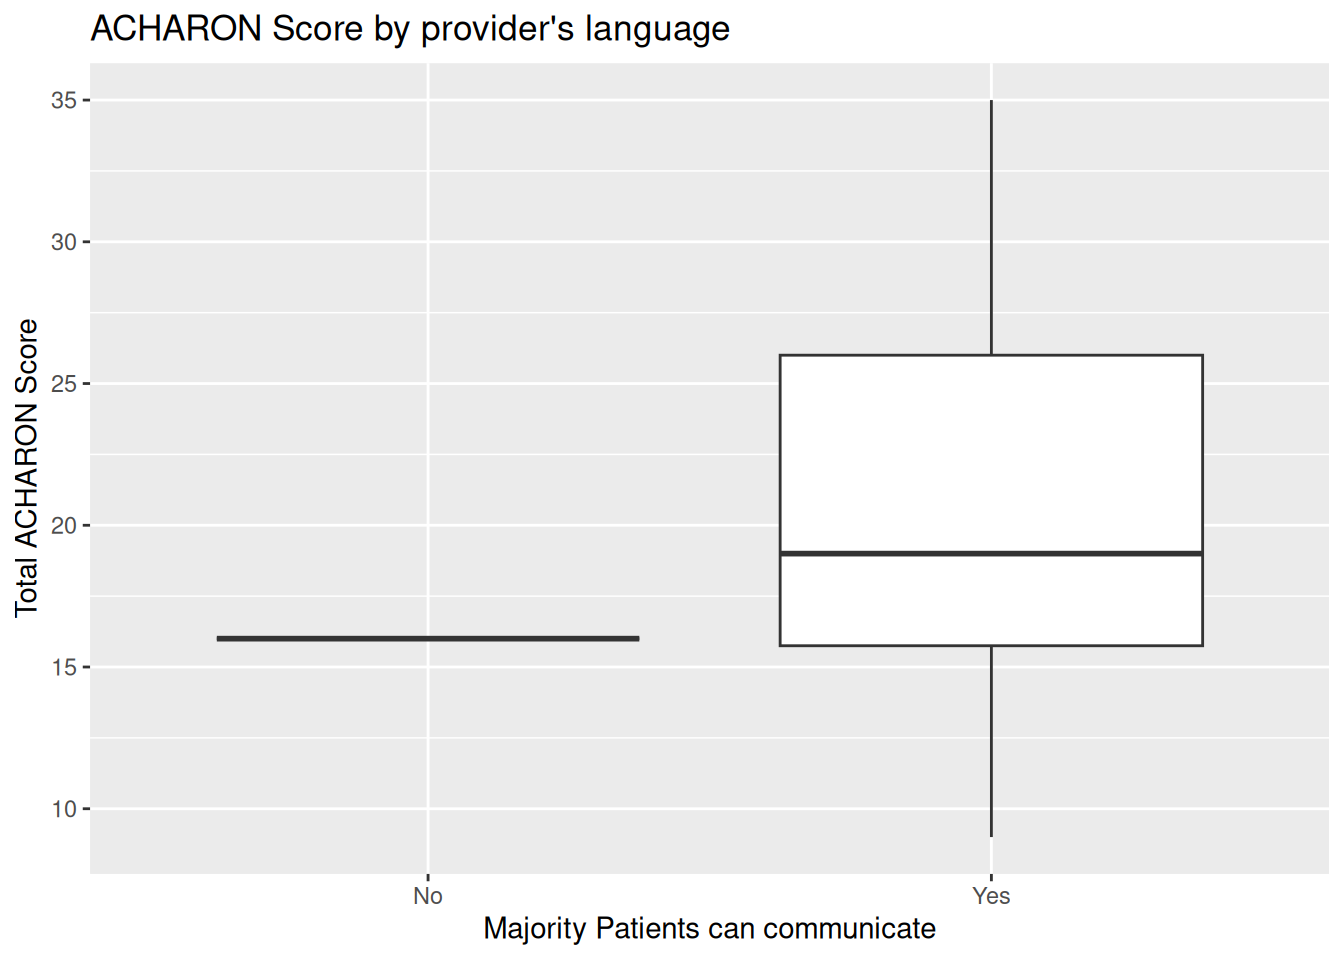 ACHARON Score by provider's language
Total ACHARON Score
35
30
25
20
15
10
No
Yes
Majority Patients can communicate